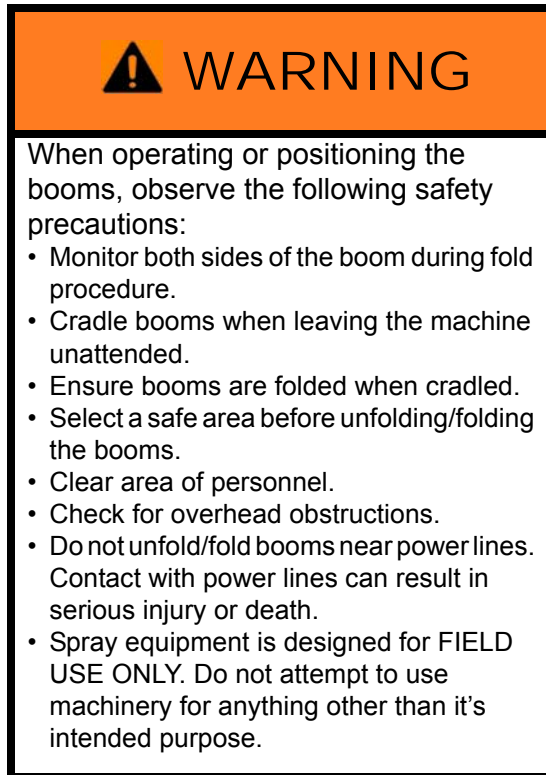 WARNING
When operating or positioning the
booms, observe the following safety
precautions:
• Monitor both sides of the boom during fold
procedure.
• Cradle booms when leaving the machine
unattended.
• Ensure booms are folded when cradled.
• Select a safe area before unfolding/folding
the booms.
• Clear area of personnel.
• Check for overhead obstructions.
• Do not unfold/fold booms near power lines.
Contact with power lines can result in
serious injury or death.
• Spray equipment is designed for FIELD
USE ONLY. Do not attempt to use
machinery for anything other than it’s
intended purpose.